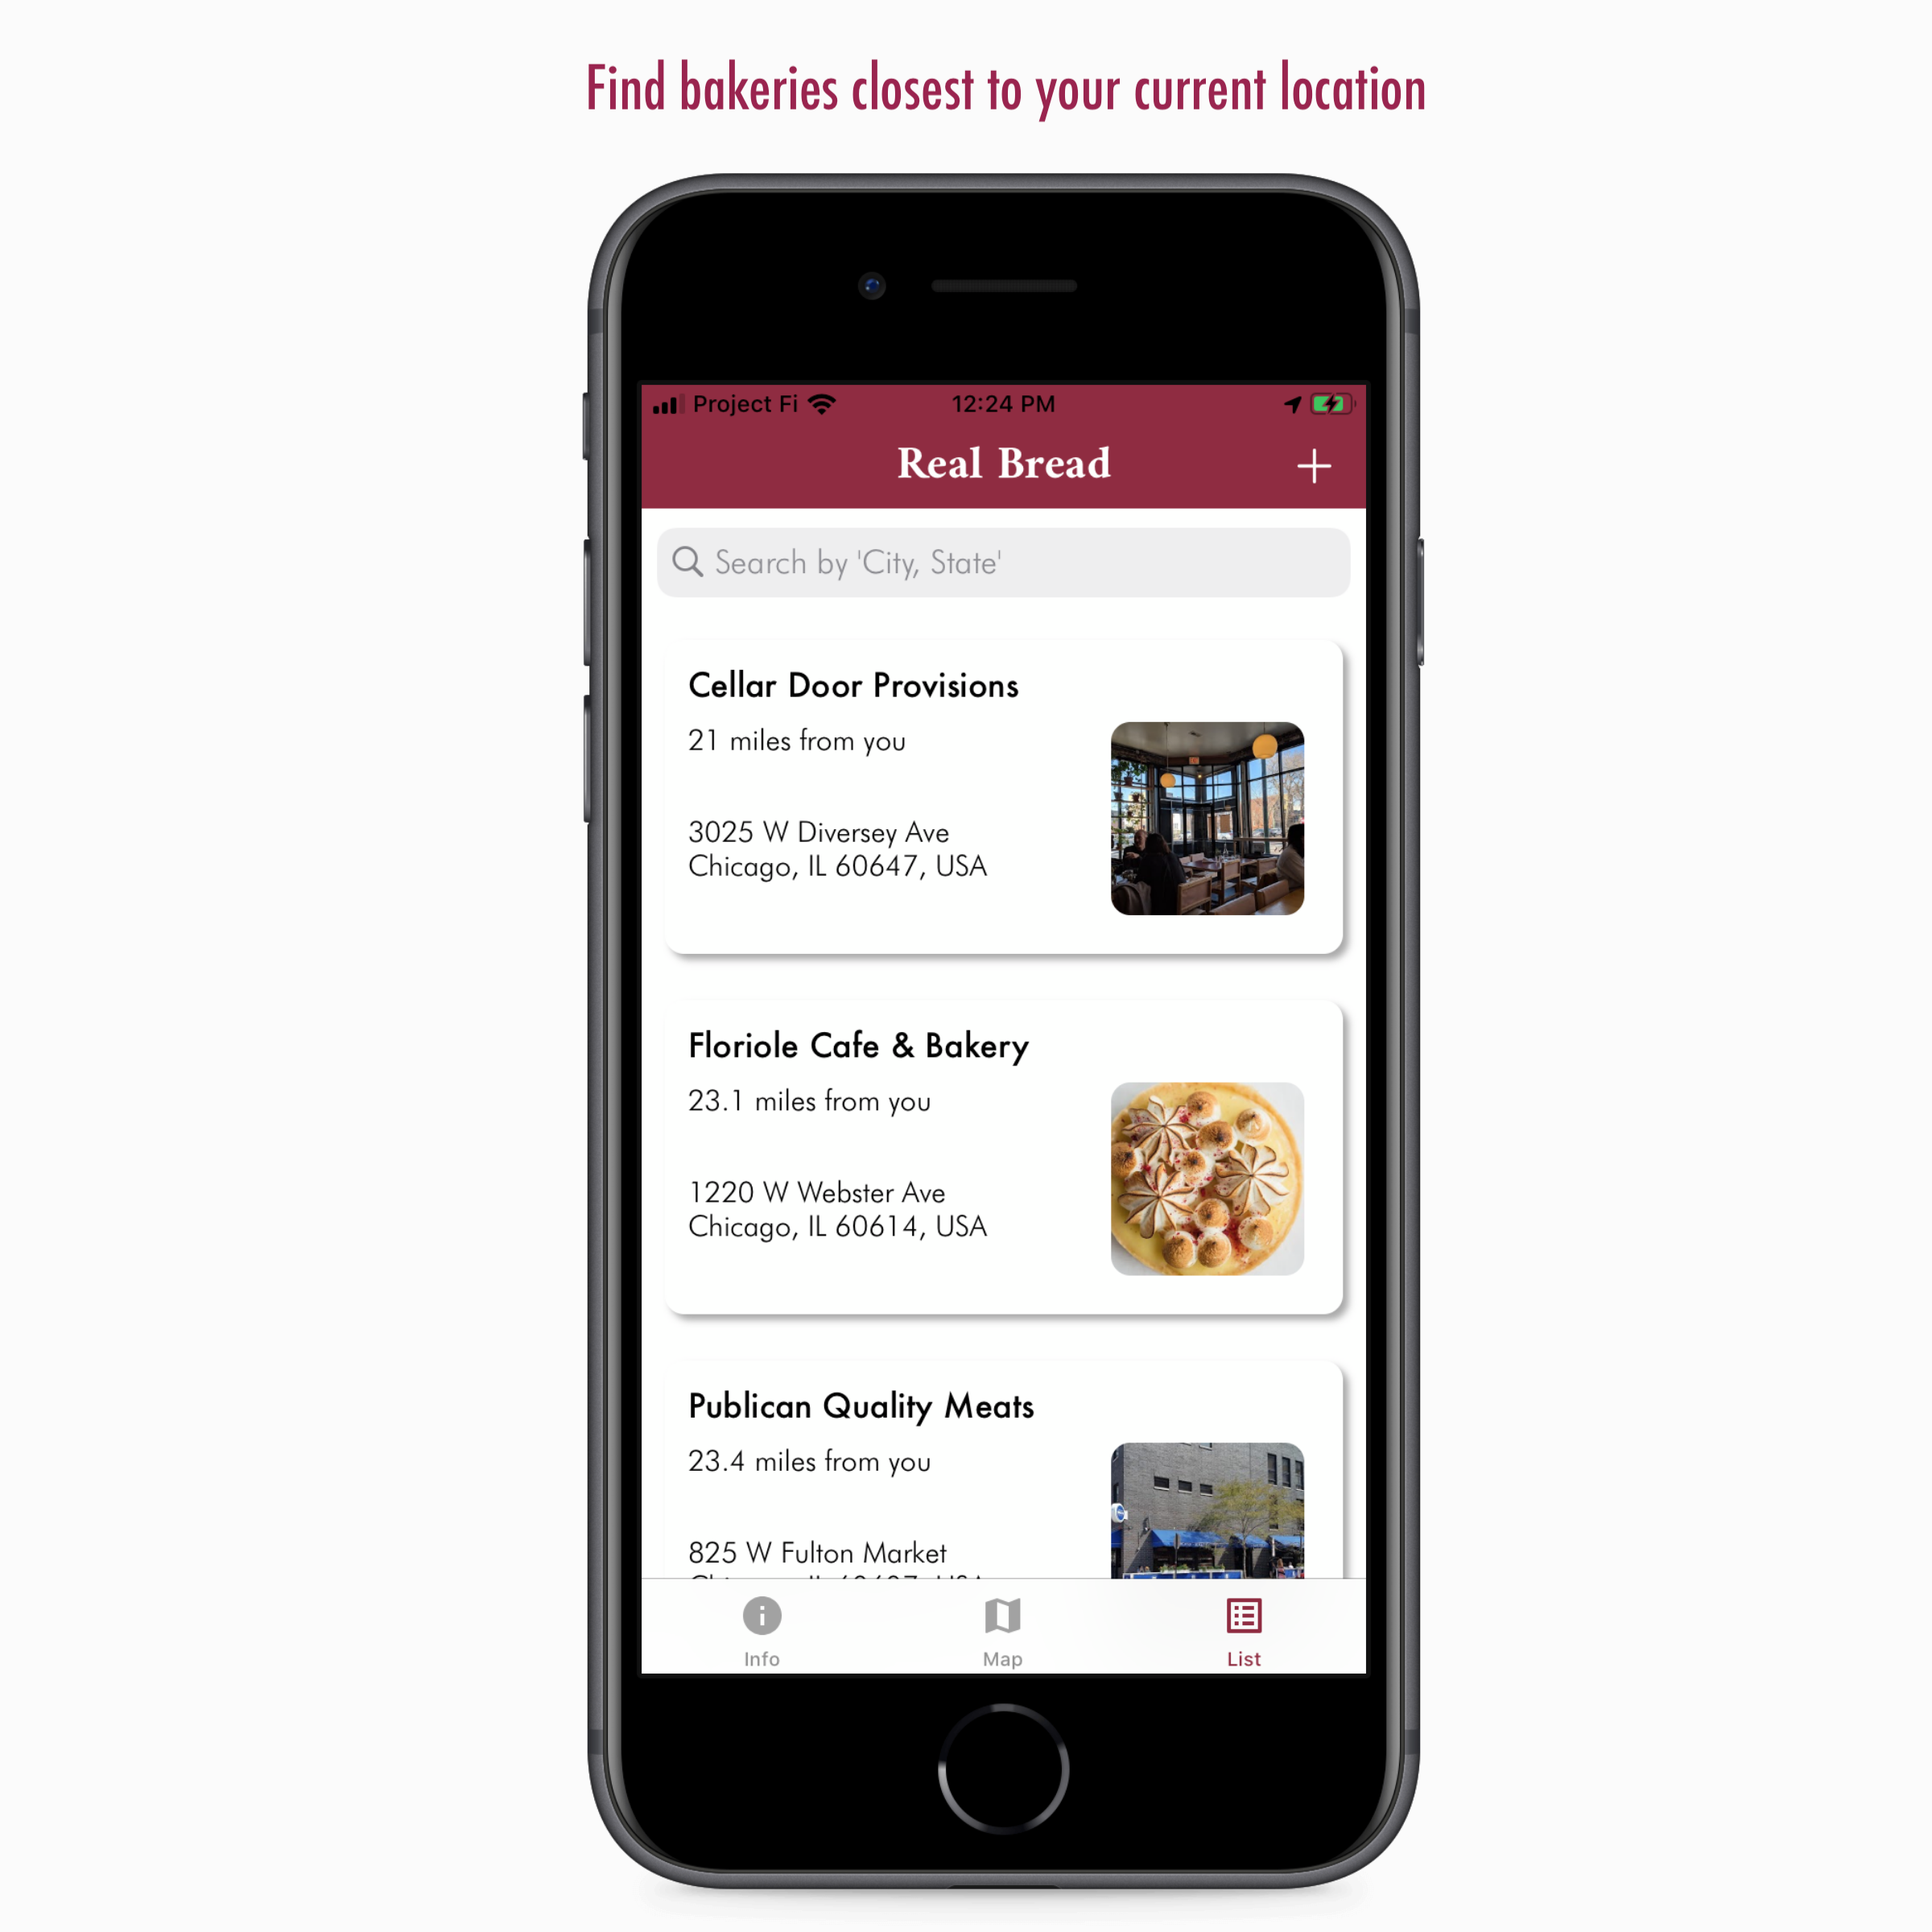 Find bakeries closest to your current location
Project Fi
12:24 PM
Real Bread
Search by 'City, State'
Cellar Door Provisions
21 miles from you
3025 W Diversey Ave
Chicago, IL 60647, USA
Floriole Cafe & Bakery
23.1 miles from you
1220 W Webster Ave
Chicago, IL 60614, USA
Publican Quality Meats
23.4 miles from you
825 W Fulton Market
Info
Map
List